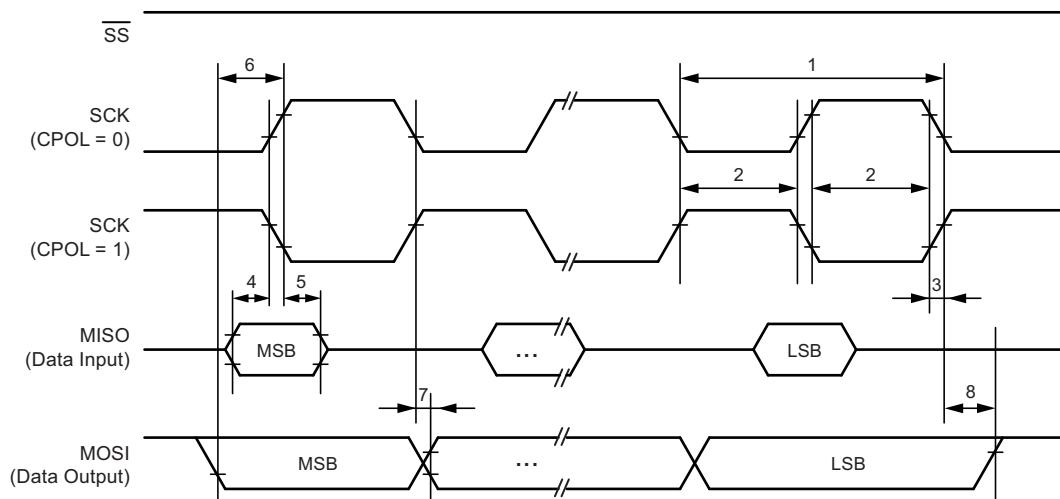 SS
6
1
SCK
(CPOL = 0)
2
2
SCK
(CPOL = 1)
4
5
3
MISO
(Data Input)
MSB
...
LSB
7
8
MOSI
(Data Output)
MSB
...
LSB